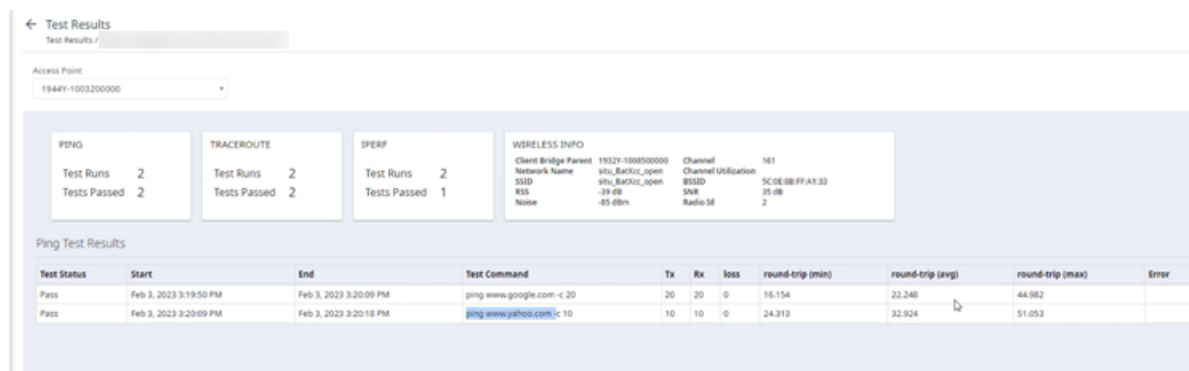 Test Results
Test Results /
Access Point
1944Y-1003200000
PING
Test Runs 2
Tests Passed 2
TRACEROUTE
Test Runs 2
Tests Passed 2
IPERF
Test Runs 2
Tests Passed 1
WIRELESS INFO
Client Bridge Parent 1932Y-1008500000 Channel 161
Network Name situ_BatXcc_open Channel Utilization
SSID situ_BatXcc_open BSSID 5C:0E:8B:FF:A1:33
RSS -39 dB SNR 35 dB
Noise -85 dBm Radio Id 2
Ping Test Results
Test Status Start End Test Command Tx Rx loss round-trip (min) round-trip (avg) round-trip (max) Error
Pass Feb 3, 2023 3:19:50 PM Feb 3, 2023 3:20:09 PM ping www.google.com -c 20 20 20 0 16.154 22.248 44.982
Pass Feb 3, 2023 3:20:09 PM Feb 3, 2023 3:20:18 PM ping www.yahoo.com -c 10 10 10 0 24.313 32.924 51.053